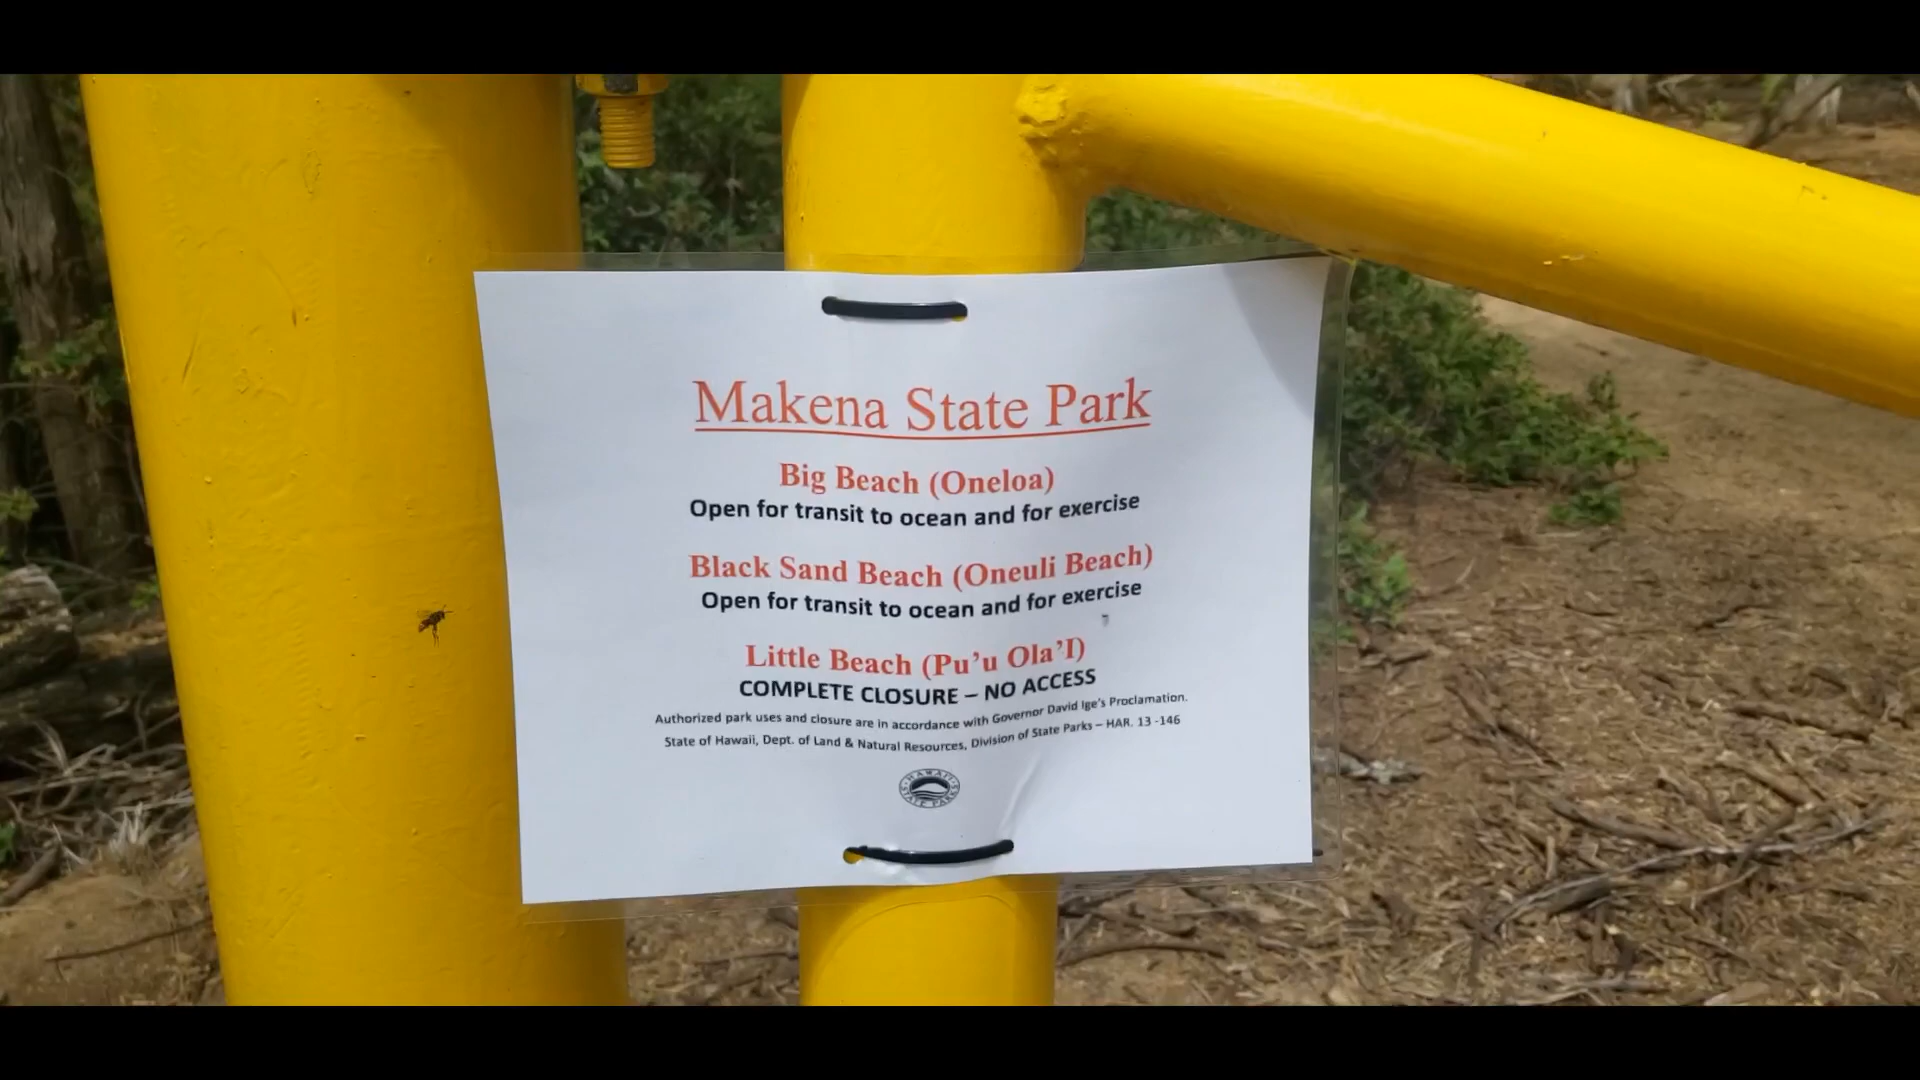 Makena State Park
Big Beach (Oneloa)
Open for transit to ocean and for exercise
Black Sand Beach (Oneuli Beach)
Open for transit to ocean and for exercise
Little Beach (Pu’u Ola’I)
COMPLETE CLOSURE – NO ACCESS
Authorized park uses and closure are in accordance with Governor David Ige’s Proclamation.
State of Hawaii, Dept. of Land & Natural Resources, Division of State Parks – HAR. 13 -146
HAWAII
STATE PARKS